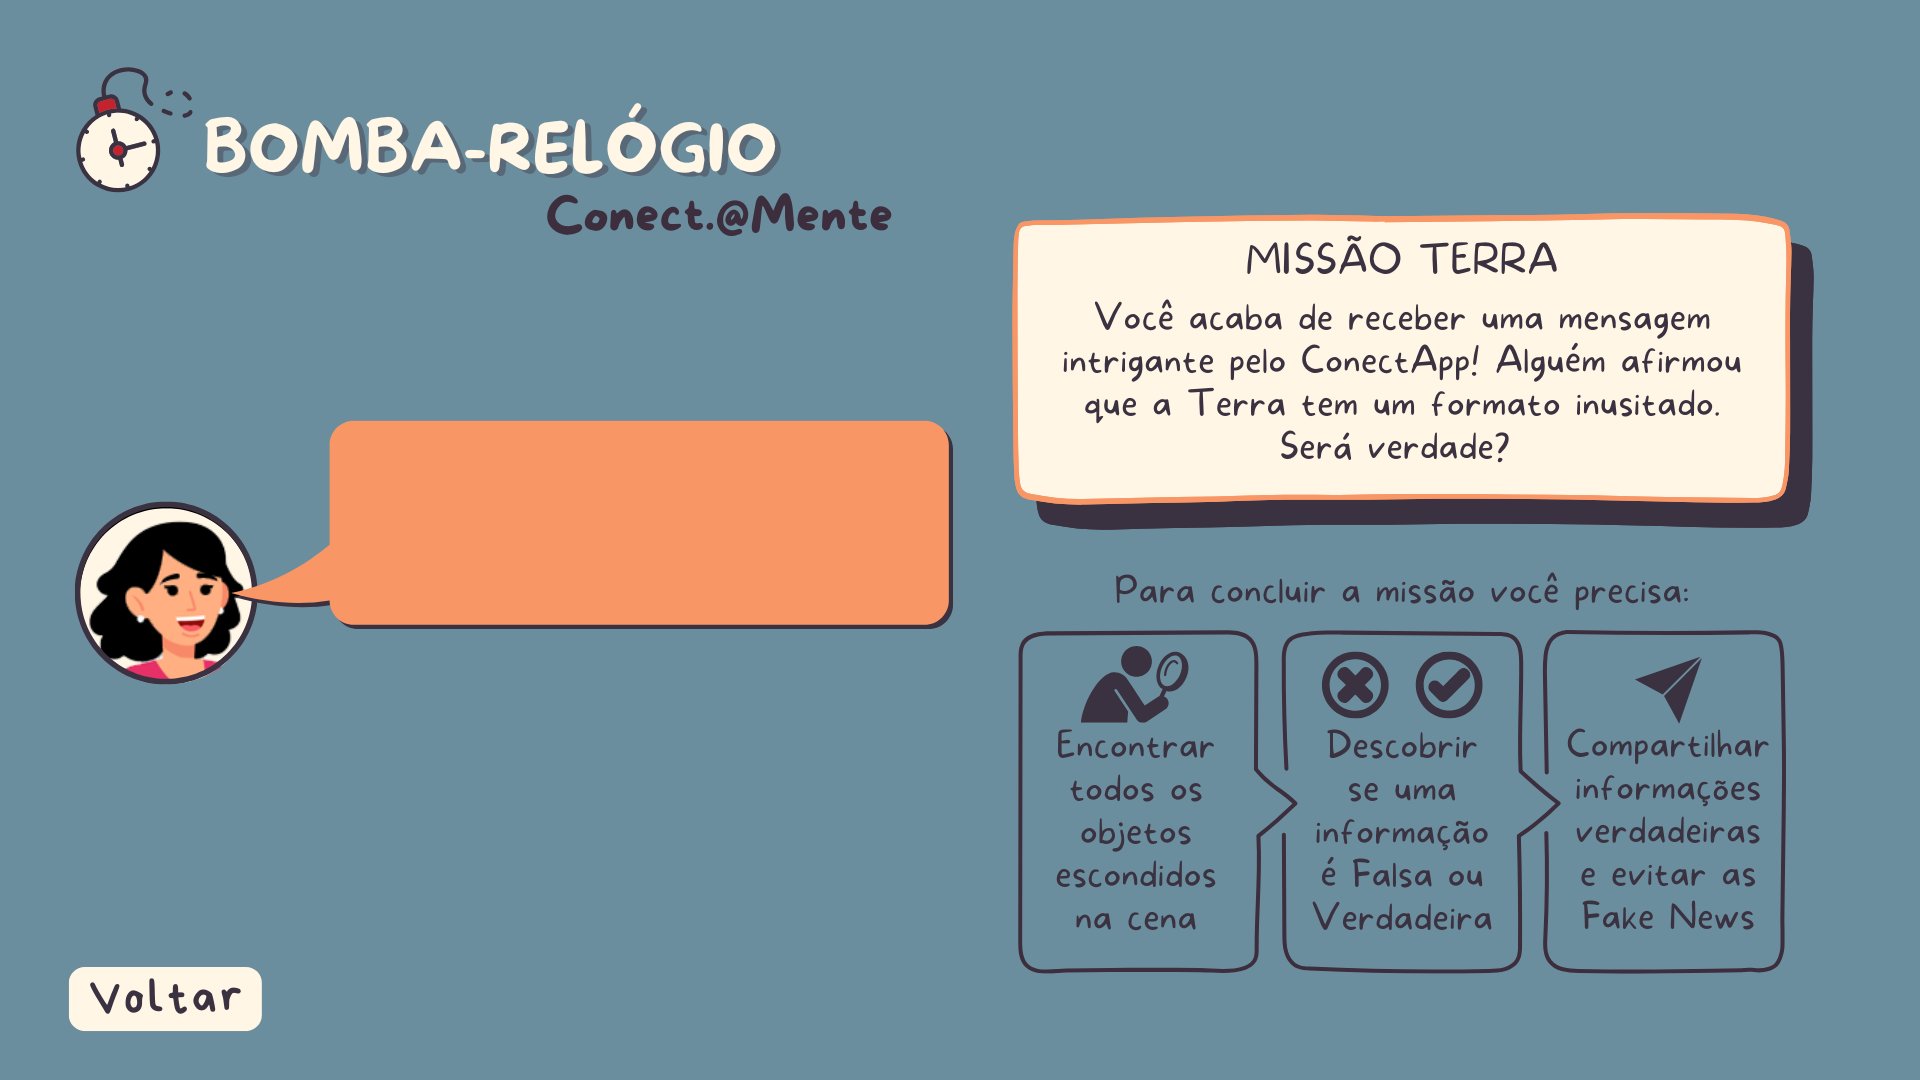 BOMBA-RELÓGIO
Conect.@Mente
MISSÃO TERRA
Você acaba de receber uma mensagem
intrigante pelo ConectApp! Alguém afirmou
que a Terra tem um formato inusitado.
Será verdade?
Para concluir a missão você precisa:
Encontrar
todos os
objetos
escondidos
na cena
Descobrir
se uma
informação
é Falsa ou
Verdadeira
Compartilhar
informações
verdadeiras
e evitar as
Fake News
Voltar